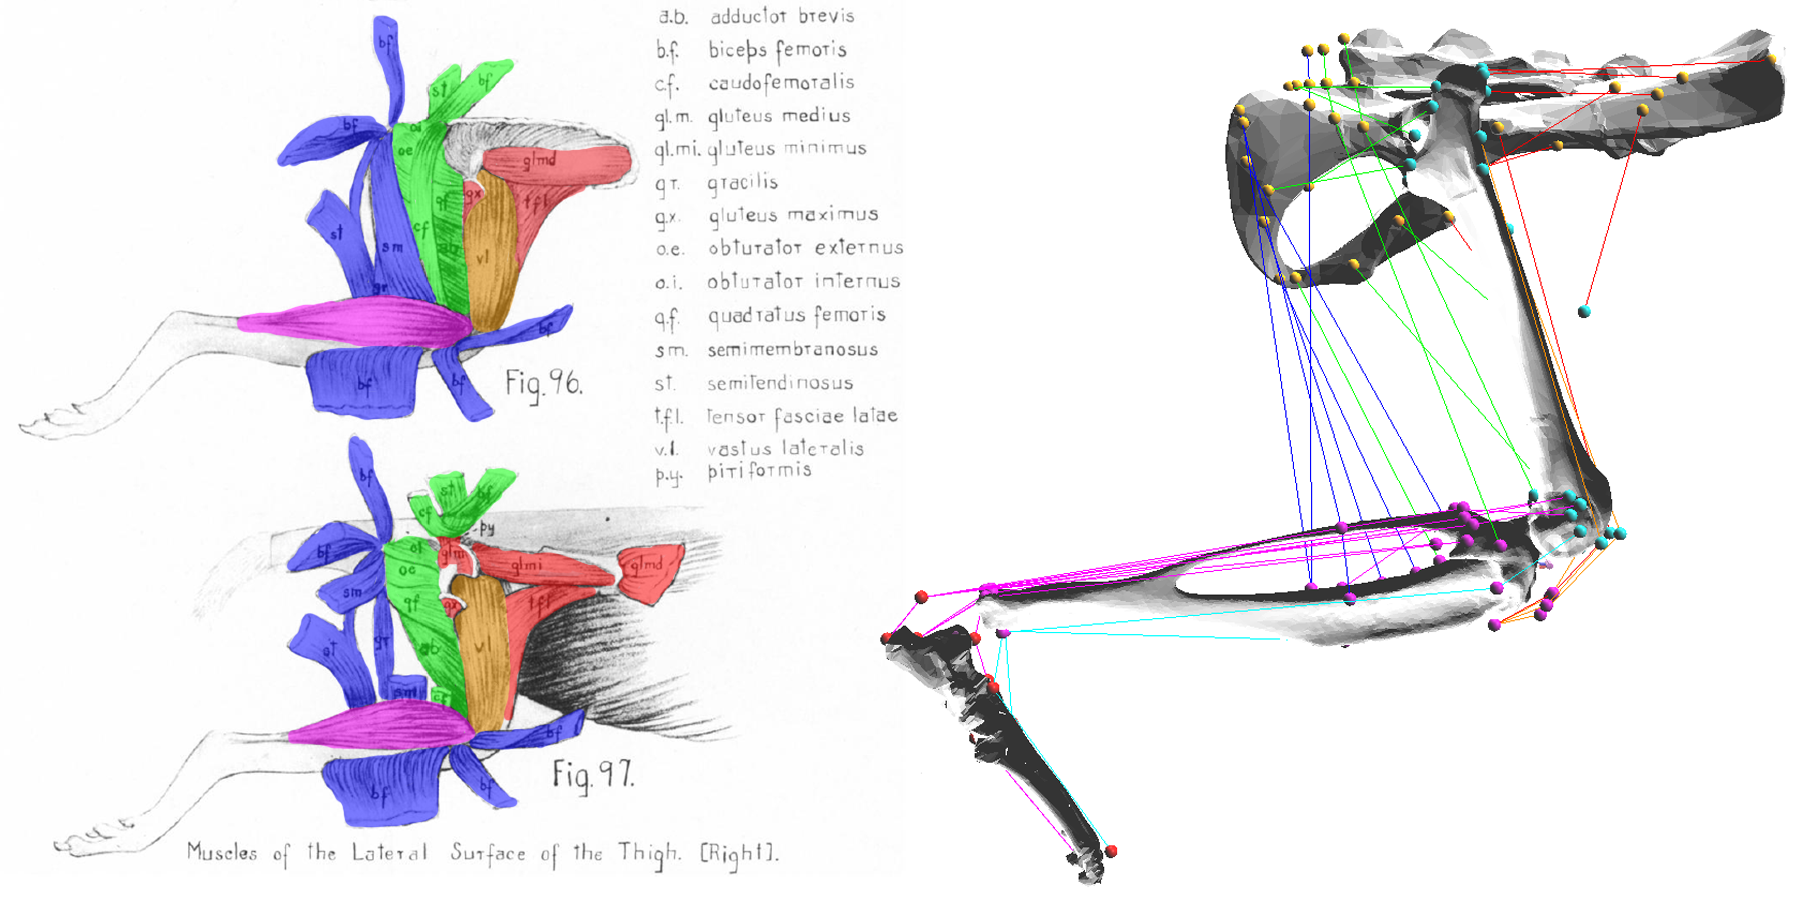 a.b. adductor brevis
b.f. biceps femoris
c.f. caudofemoralis
gl.m. gluteus medius
gl.mi. gluteus minimus
gr. gracilis
g.x. gluteus maximus
o.e. obturator externus
o.i. obturator internus
q.f. quadratus femoris
sm. semimembranosus
st. semitendinosus
t.f.l. tensor fasciae latae
v.l. vastus lateralis
p.y. piriformis
bf
bf
st
bf
oe
glmd
gx
qf
tfl
cf
st
sm
ab
vl
gr
bf
bf
bf
Fig.96.
bf
st
bf
cf
py
bf
oe
glmi
glmd
sm
qf
gx
tfl
st
gr
ab
vl
sm
cf
bf
bf
bf
Fig.97.
Muscles of the Lateral Surface of the Thigh. [Right].